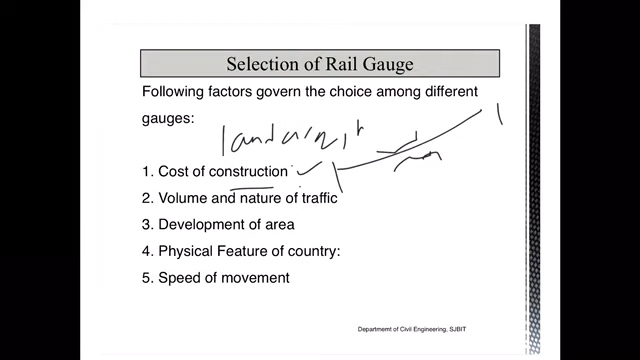 Selection of Rail Gauge
Following factors govern the choice among different
gauges:
1. Cost of construction
2. Volume and nature of traffic
3. Development of area
4. Physical Feature of country:
5. Speed of movement
Departmemt of Civil Engineering, SJBIT